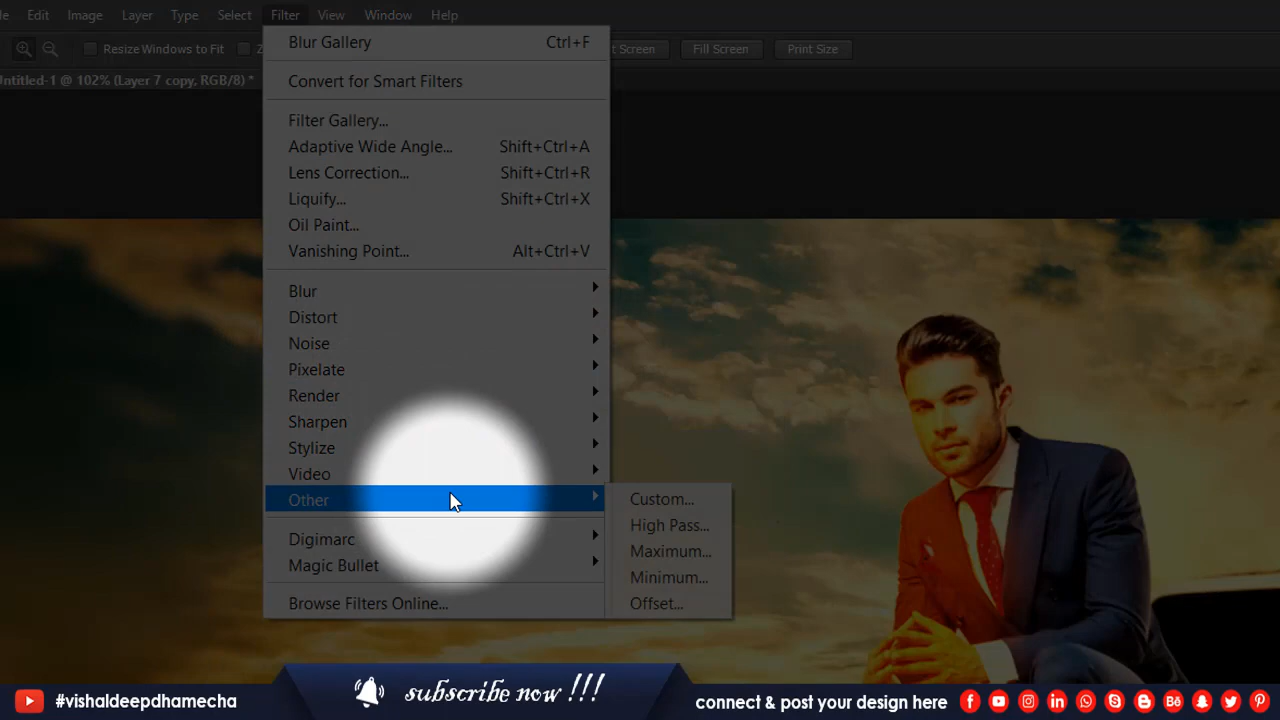 le Edit Image Layer Type Select Filter View Window Help
Resize Windows to Fit t Screen Fill Screen Print Size
Untitled-1 @ 102% (Layer 7 copy, RGB/8) *
Blur Gallery Ctrl+F
Convert for Smart Filters
Filter Gallery...
Adaptive Wide Angle... Shift+Ctrl+A
Lens Correction... Shift+Ctrl+R
Liquify... Shift+Ctrl+X
Oil Paint...
Vanishing Point... Alt+Ctrl+V
Blur
Distort
Noise
Pixelate
Render
Sharpen
Stylize
Video
Other
Digimarc
Magic Bullet
Browse Filters Online...
Custom...
High Pass...
Maximum...
Minimum...
Offset...
#vishaldeepdhamecha
subscribe now !!!
connect & post your design here